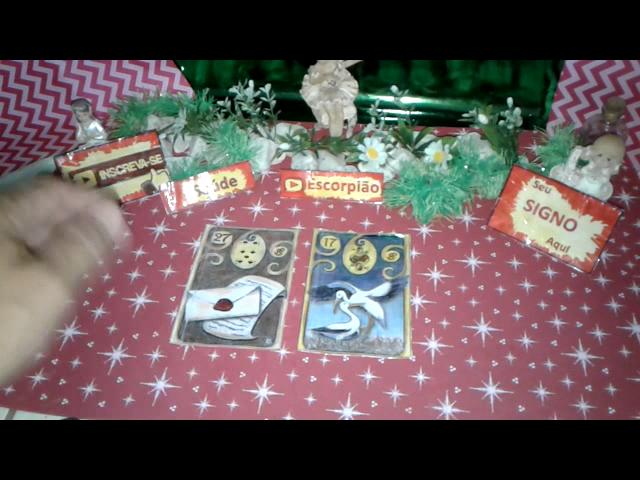 INSCREVA-SE
Saúde
Escorpião
Seu
SIGNO
Aqui
27
17